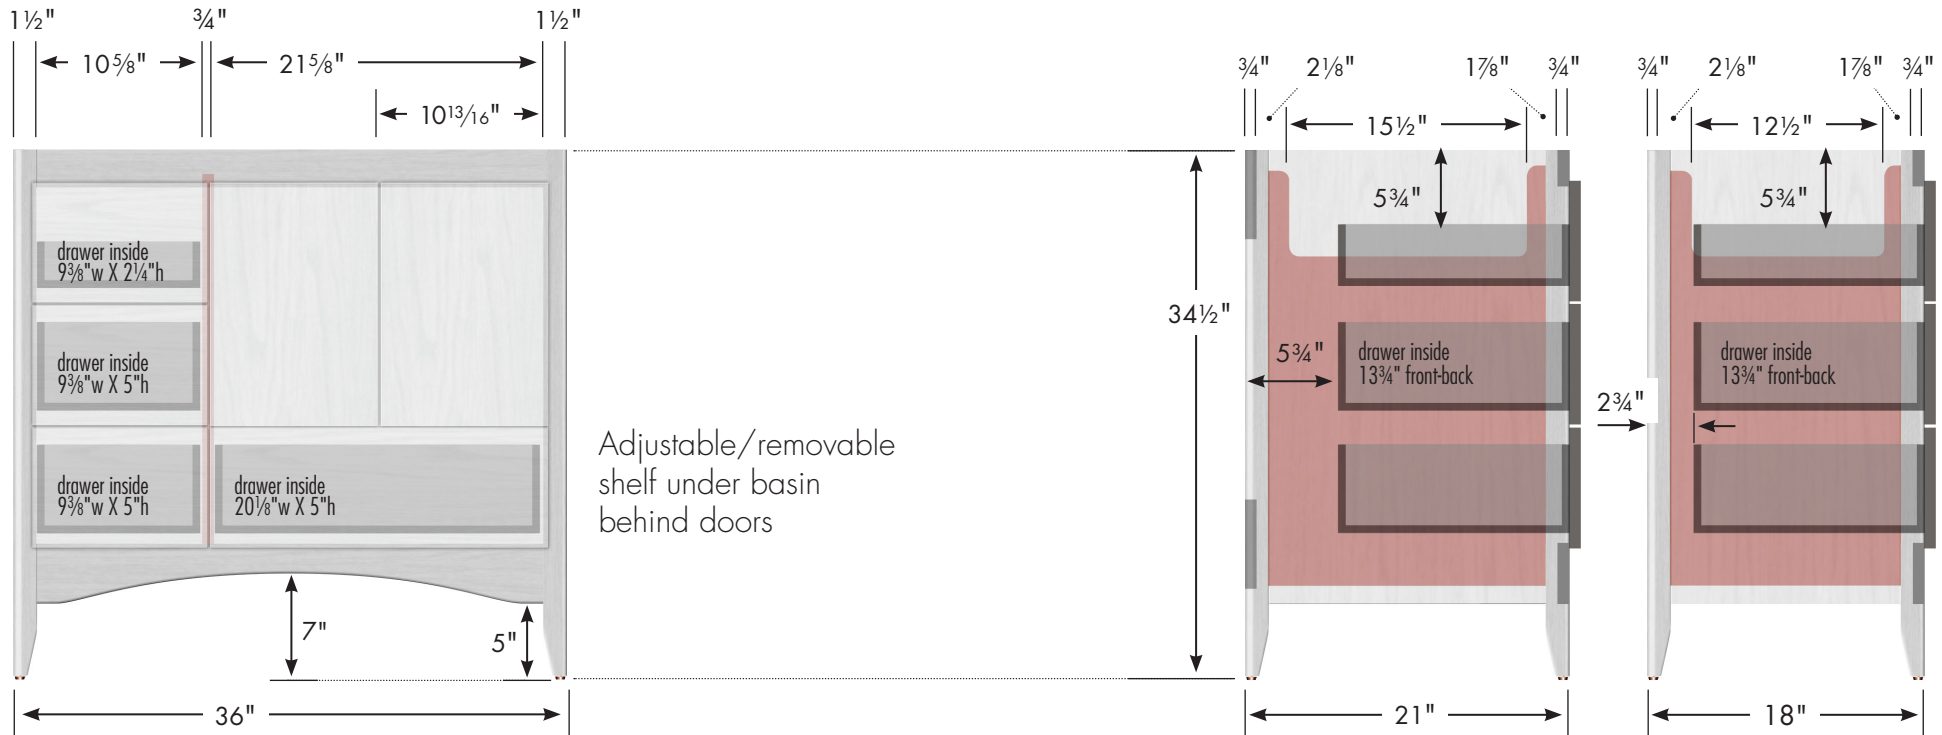 1½" ¾" 1½"
10⅝" 21⅝"
10 13/16"
drawer inside
9⅜"w X 2¼"h
drawer inside
9⅜"w X 5"h
drawer inside
9⅜"w X 5"h
drawer inside
20⅛"w X 5"h
7"
5"
36"
Adjustable/removable
shelf under basin
behind doors
34½"
¾" 2⅛" 1⅞" ¾"
15½"
5¾"
5¾"
drawer inside
13¾" front-back
21"
¾" 2⅛" 1⅞" ¾"
12½"
5¾"
drawer inside
13¾" front-back
2¾"
18"